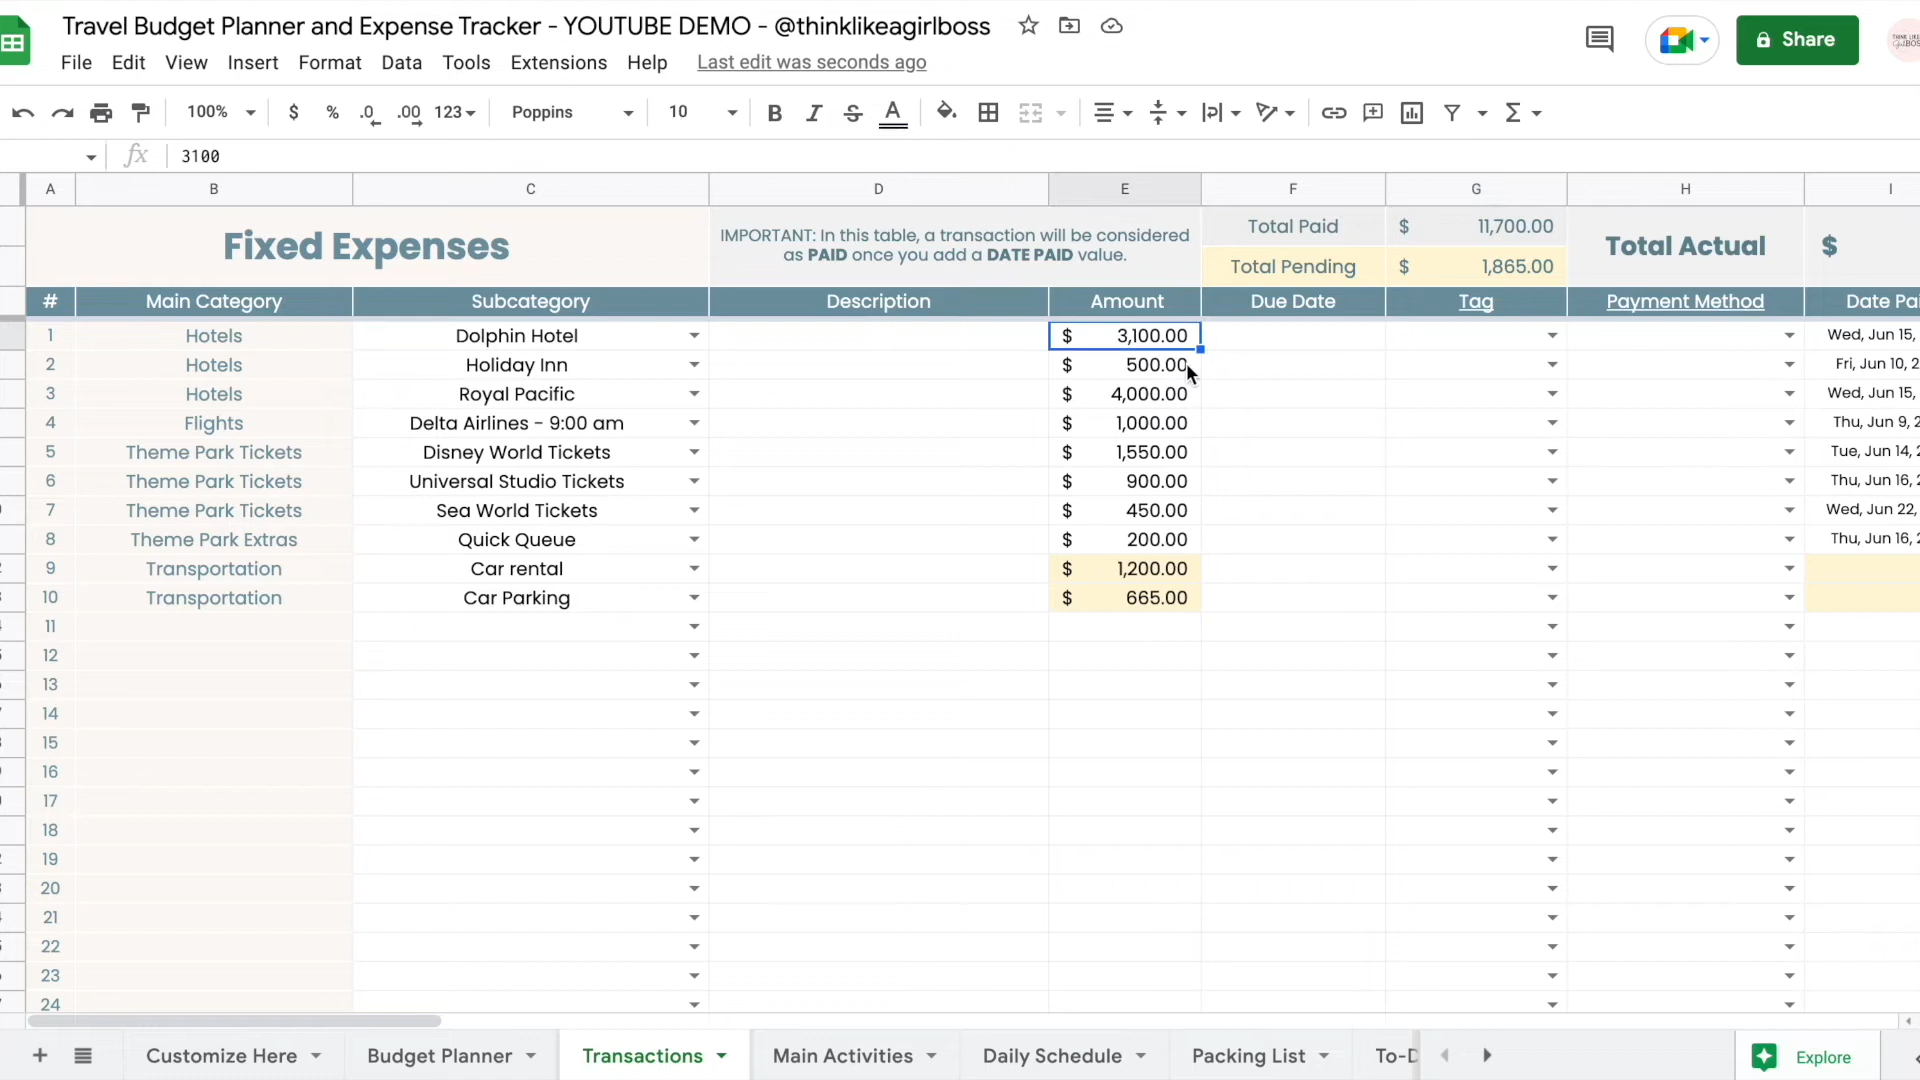 Travel Budget Planner and Expense Tracker - YOUTUBE DEMO - @thinklikeagirlboss
File Edit View Insert Format Data Tools Extensions Help Last edit was seconds ago
Share
100% $ % .0 .00 123 Poppins 10 B I S A
fx 3100
A B C D E F G H I
Fixed Expenses
IMPORTANT: In this table, a transaction will be considered
as PAID once you add a DATE PAID value.
Total Paid $ 11,700.00
Total Pending $ 1,865.00
Total Actual $
# Main Category Subcategory Description Amount Due Date Tag Payment Method Date Pai
1 Hotels Dolphin Hotel $ 3,100.00 Wed, Jun 15,
2 Hotels Holiday Inn $ 500.00 Fri, Jun 10, 2
3 Hotels Royal Pacific $ 4,000.00 Wed, Jun 15,
4 Flights Delta Airlines - 9:00 am $ 1,000.00 Thu, Jun 9, 2
5 Theme Park Tickets Disney World Tickets $ 1,550.00 Tue, Jun 14, 2
6 Theme Park Tickets Universal Studio Tickets $ 900.00 Thu, Jun 16, 2
7 Theme Park Tickets Sea World Tickets $ 450.00 Wed, Jun 22,
8 Theme Park Extras Quick Queue $ 200.00 Thu, Jun 16, 2
9 Transportation Car rental $ 1,200.00
10 Transportation Car Parking $ 665.00
11
12
13
14
15
16
17
18
19
20
21
22
23
24
Customize Here Budget Planner Transactions Main Activities Daily Schedule Packing List To-D Explore